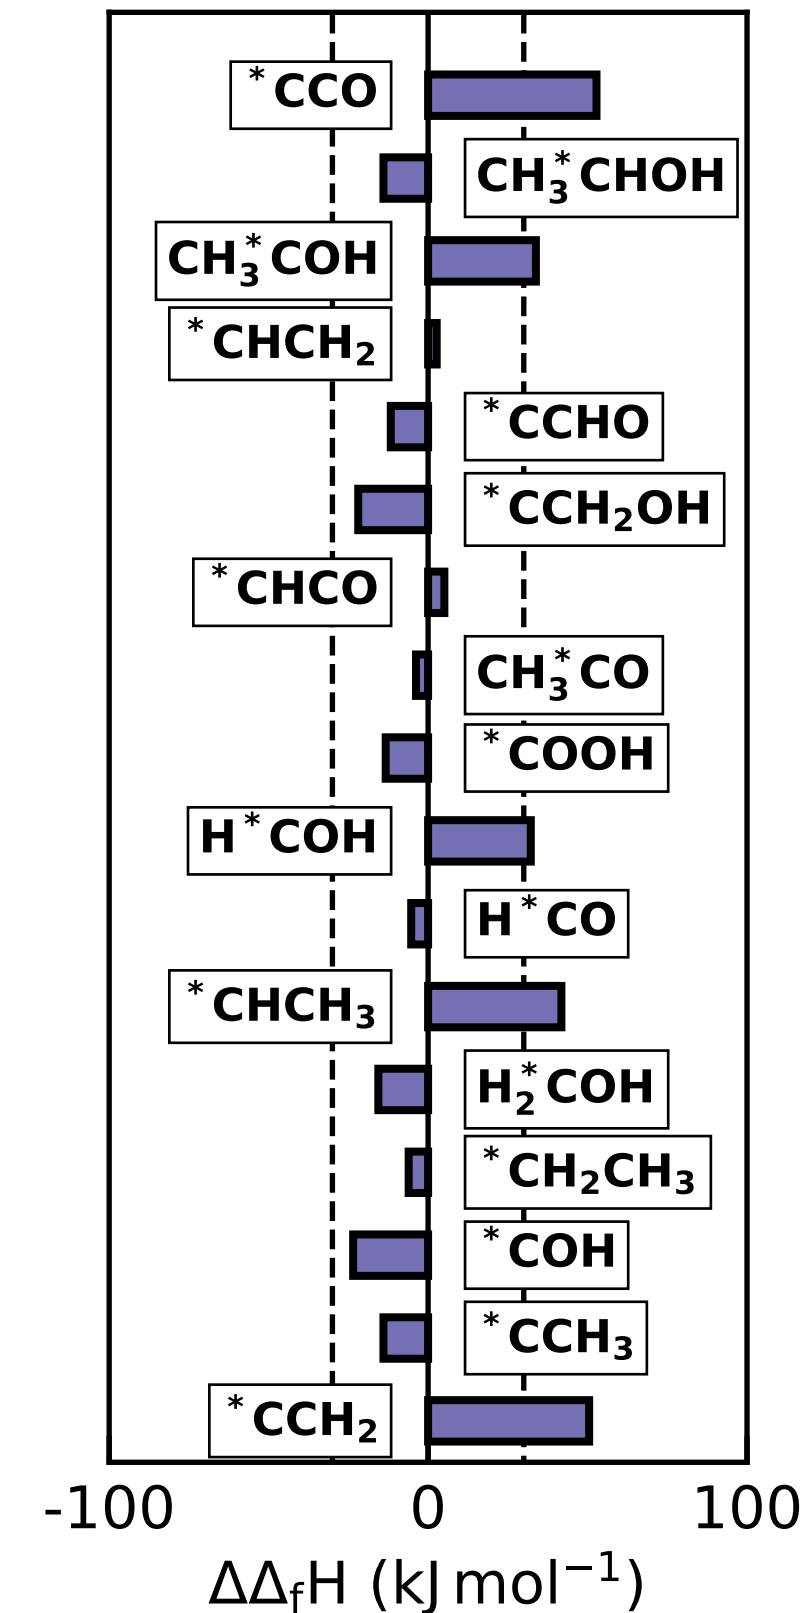 *CCO
CH₃*CHOH
CH₃*COH
*CHCH₂
*CCHO
*CCH₂OH
*CHCO
CH₃*CO
*COOH
H*COH
H*CO
*CHCH₃
H₂*COH
*CH₂CH₃
*COH
*CCH₃
*CCH₂
-100 0 100
ΔΔfH (kJ mol⁻¹)